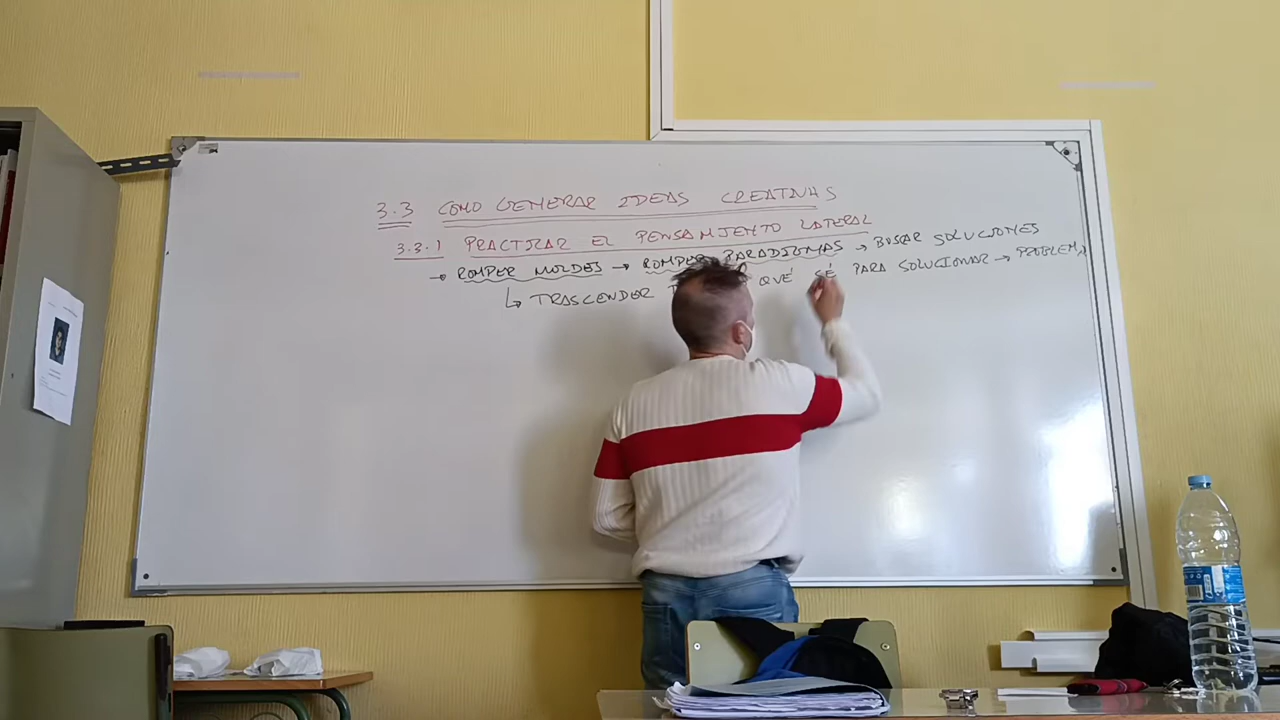 3.3 COMO GENERAR IDEAS CREATIVAS
3.3.1 PRACTICAR EL PENSAMIENTO LATERAL
→ ROMPER MOLDES → ROMPER PARADIGMAS → BUSCAR SOLUCIONES
↳ TRASCENDER QUÉ SÉ PARA SOLUCIONAR → PROBLEMA